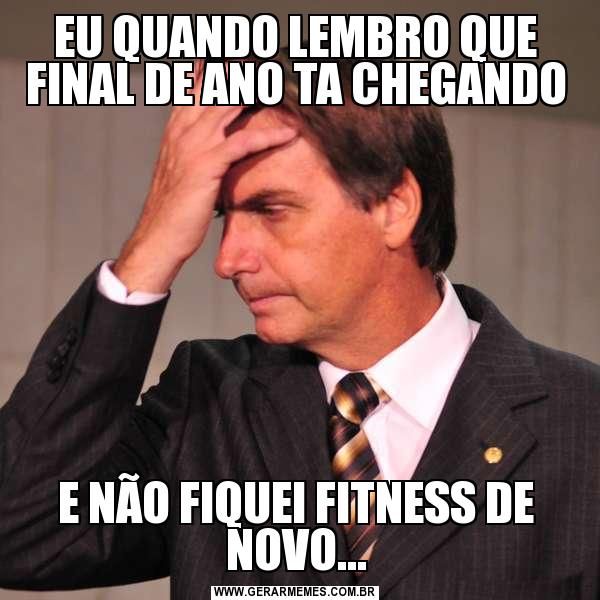 EU QUANDO LEMBRO QUE
FINAL DE ANO TA CHEGANDO
E NÃO FIQUEI FITNESS DE
NOVO...
WWW.GERARMEMES.COM.BR